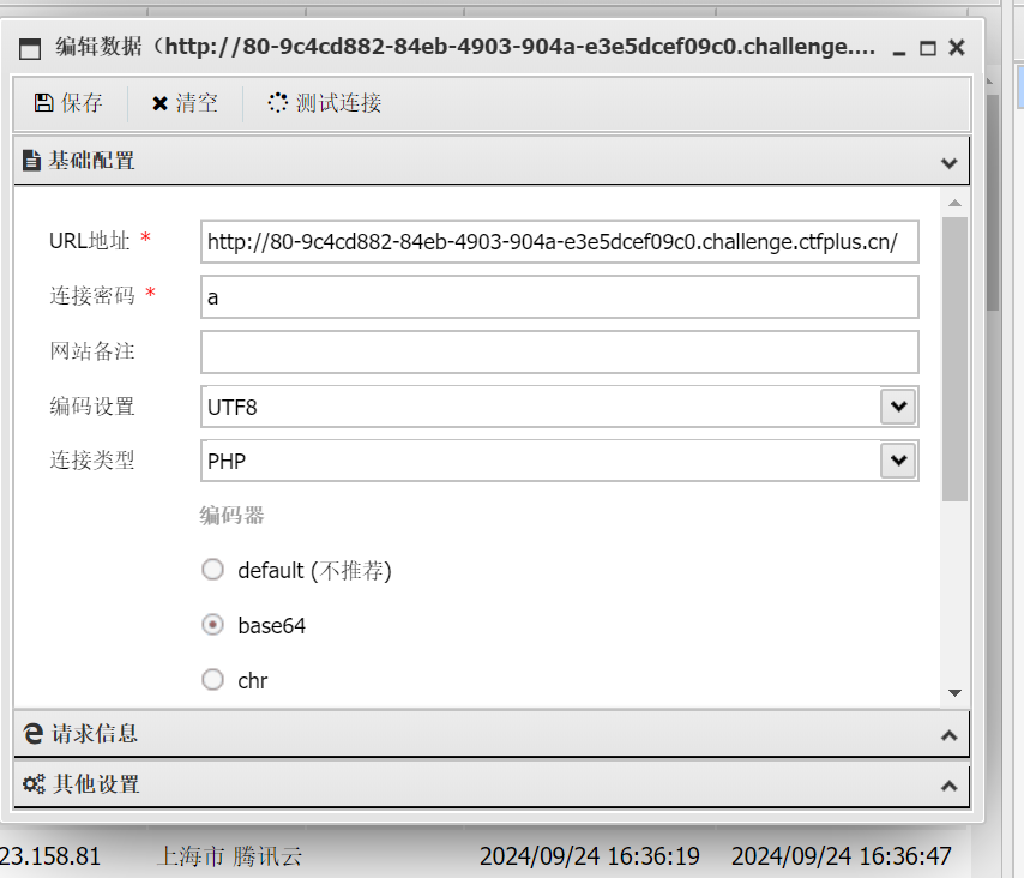 编辑数据（http://80-9c4cd882-84eb-4903-904a-e3e5dcef09c0.challenge....
保存 清空 测试连接
基础配置
URL地址 * http://80-9c4cd882-84eb-4903-904a-e3e5dcef09c0.challenge.ctfplus.cn/
连接密码 * a
网站备注
编码设置 UTF8
连接类型 PHP
编码器
default (不推荐)
base64
chr
请求信息
其他设置
23.158.81 上海市 腾讯云 2024/09/24 16:36:19 2024/09/24 16:36:47